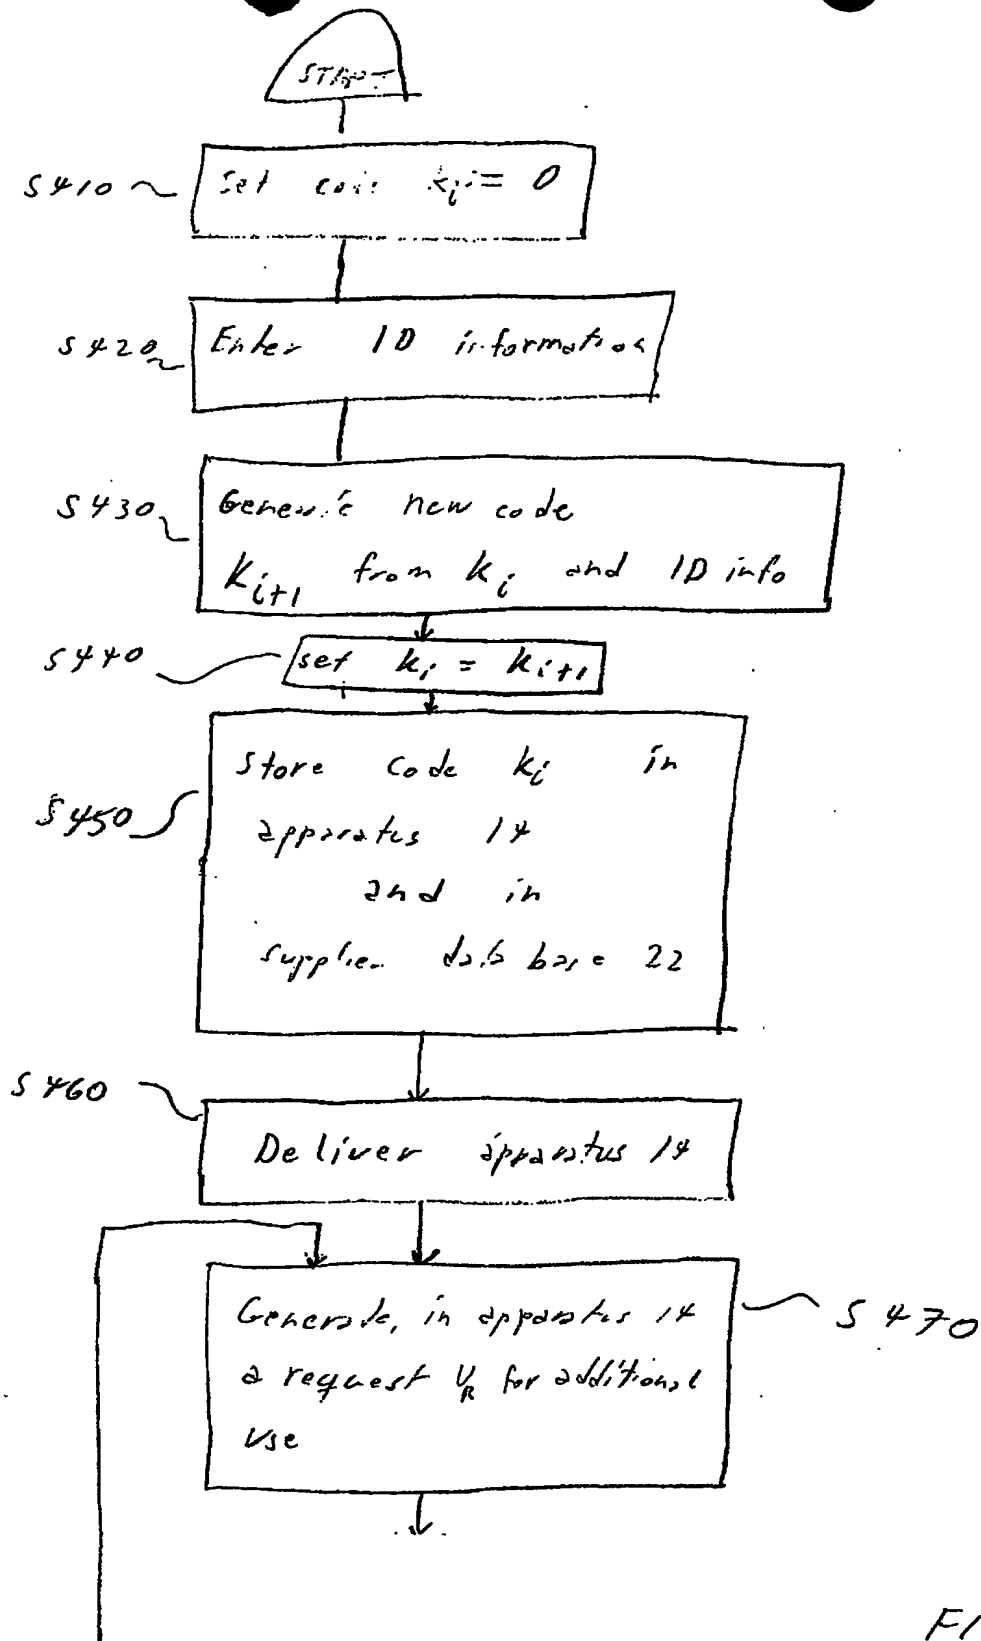 START
S410
Set code ki = 0
S420
Enter ID information
S430
Generate new code
Ki+1 from Ki and ID info
S440
set ki = ki+1
S450
Store code ki in
apparatus 14
and in
supplier data base 22
S460
Deliver apparatus 14
S470
Generate, in apparatus 14
a request UR for additional
use